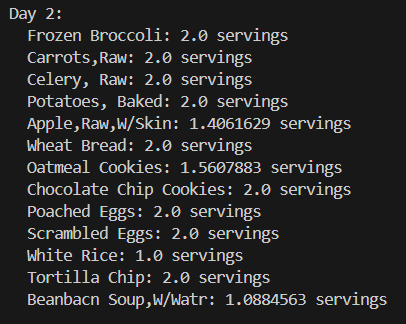 Day 2:
Frozen Broccoli: 2.0 servings
Carrots,Raw: 2.0 servings
Celery, Raw: 2.0 servings
Potatoes, Baked: 2.0 servings
Apple,Raw,W/Skin: 1.4061629 servings
Wheat Bread: 2.0 servings
Oatmeal Cookies: 1.5607883 servings
Chocolate Chip Cookies: 2.0 servings
Poached Eggs: 2.0 servings
Scrambled Eggs: 2.0 servings
White Rice: 1.0 servings
Tortilla Chip: 2.0 servings
Beanbacn Soup,W/Watr: 1.0884563 servings